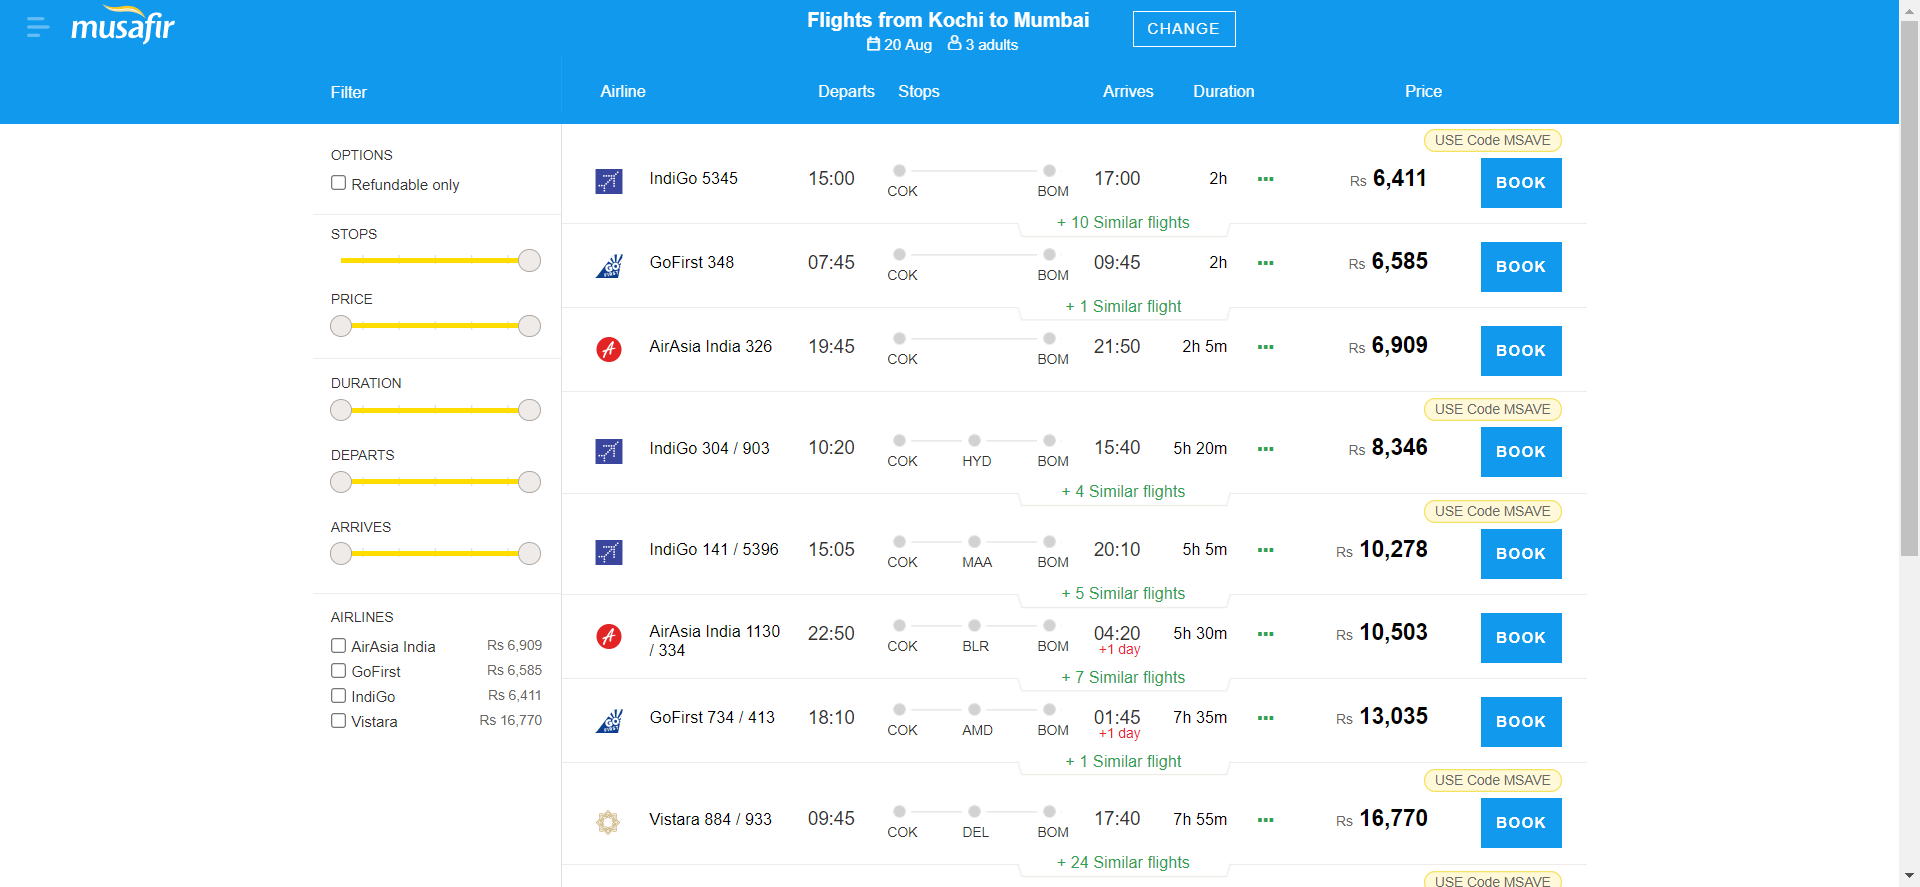 musafir
Flights from Kochi to Mumbai
20 Aug 3 adults
CHANGE
Filter
Airline Departs Stops Arrives Duration Price
OPTIONS
Refundable only
STOPS
PRICE
DURATION
DEPARTS
ARRIVES
AIRLINES
AirAsia India Rs 6,909
GoFirst Rs 6,585
IndiGo Rs 6,411
Vistara Rs 16,770
USE Code MSAVE
IndiGo 5345 15:00 COK BOM 17:00 2h Rs 6,411 BOOK
+ 10 Similar flights
GoFirst 348 07:45 COK BOM 09:45 2h Rs 6,585 BOOK
+ 1 Similar flight
AirAsia India 326 19:45 COK BOM 21:50 2h 5m Rs 6,909 BOOK
USE Code MSAVE
IndiGo 304 / 903 10:20 COK HYD BOM 15:40 5h 20m Rs 8,346 BOOK
+ 4 Similar flights
USE Code MSAVE
IndiGo 141 / 5396 15:05 COK MAA BOM 20:10 5h 5m Rs 10,278 BOOK
+ 5 Similar flights
AirAsia India 1130 / 334 22:50 COK BLR BOM 04:20 +1 day 5h 30m Rs 10,503 BOOK
+ 7 Similar flights
GoFirst 734 / 413 18:10 COK AMD BOM 01:45 +1 day 7h 35m Rs 13,035 BOOK
+ 1 Similar flight
USE Code MSAVE
Vistara 884 / 933 09:45 COK DEL BOM 17:40 7h 55m Rs 16,770 BOOK
+ 24 Similar flights
USE Code MSAVE